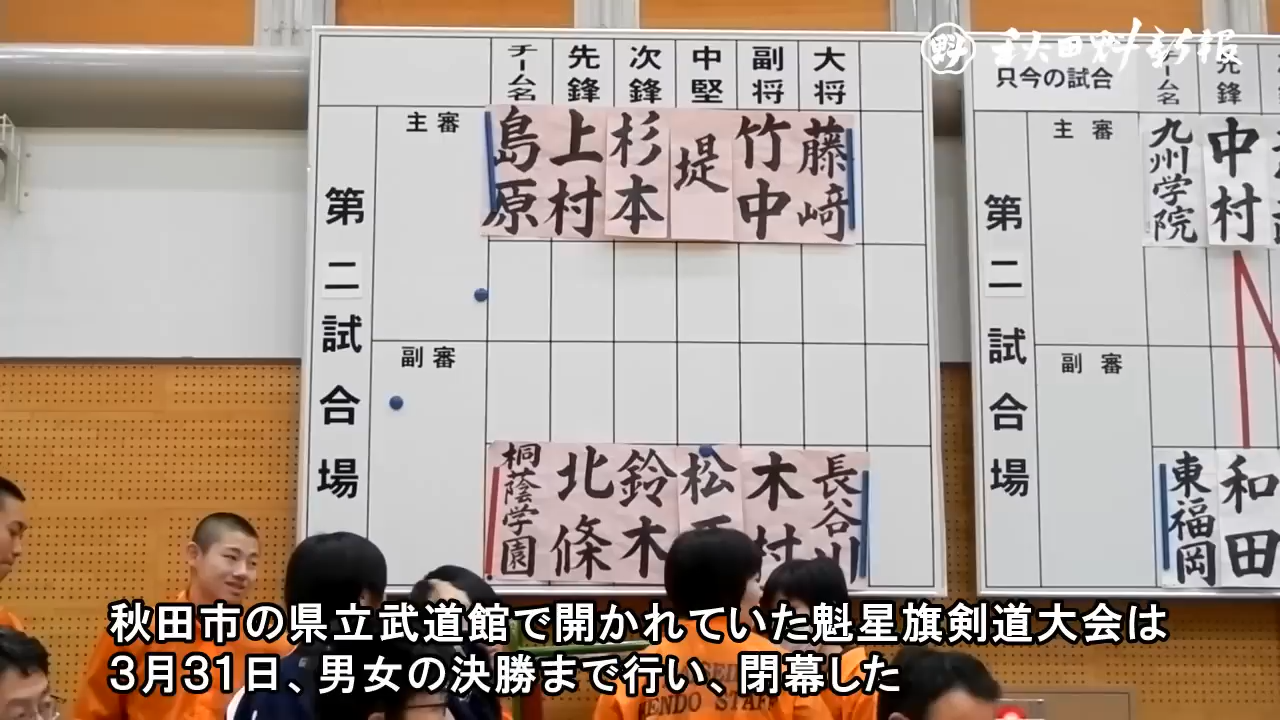 魁 秋田魁新報
チーム名 先鋒 次鋒 中堅 副将 大将
主審
島原 上村 杉本 堤 竹中 藤﨑
第二試合場
副審
桐蔭学園 北條 鈴木 松 木村 長谷川
只今の試合
チーム名 先鋒
主審
九州学院 中村
第二試合場
副審
東福岡 和田
KENDO STAFF
秋田市の県立武道館で開かれていた魁星旗剣道大会は
3月31日、男女の決勝まで行い、閉幕した